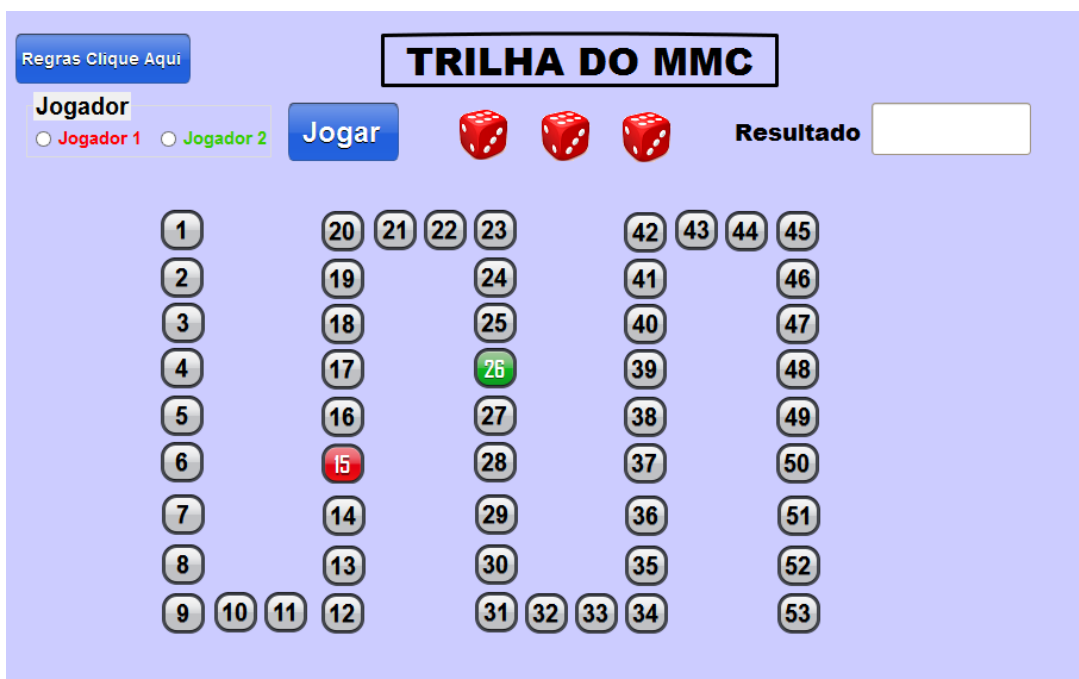 Regras Clique Aqui
TRILHA DO MMC
Jogador
Jogador 1 Jogador 2
Jogar
Resultado
1 20 21 22 23 42 43 44 45
2 19 24 41 46
3 18 25 40 47
4 17 26 39 48
5 16 27 38 49
6 15 28 37 50
7 14 29 36 51
8 13 30 35 52
9 10 11 12 31 32 33 34 53